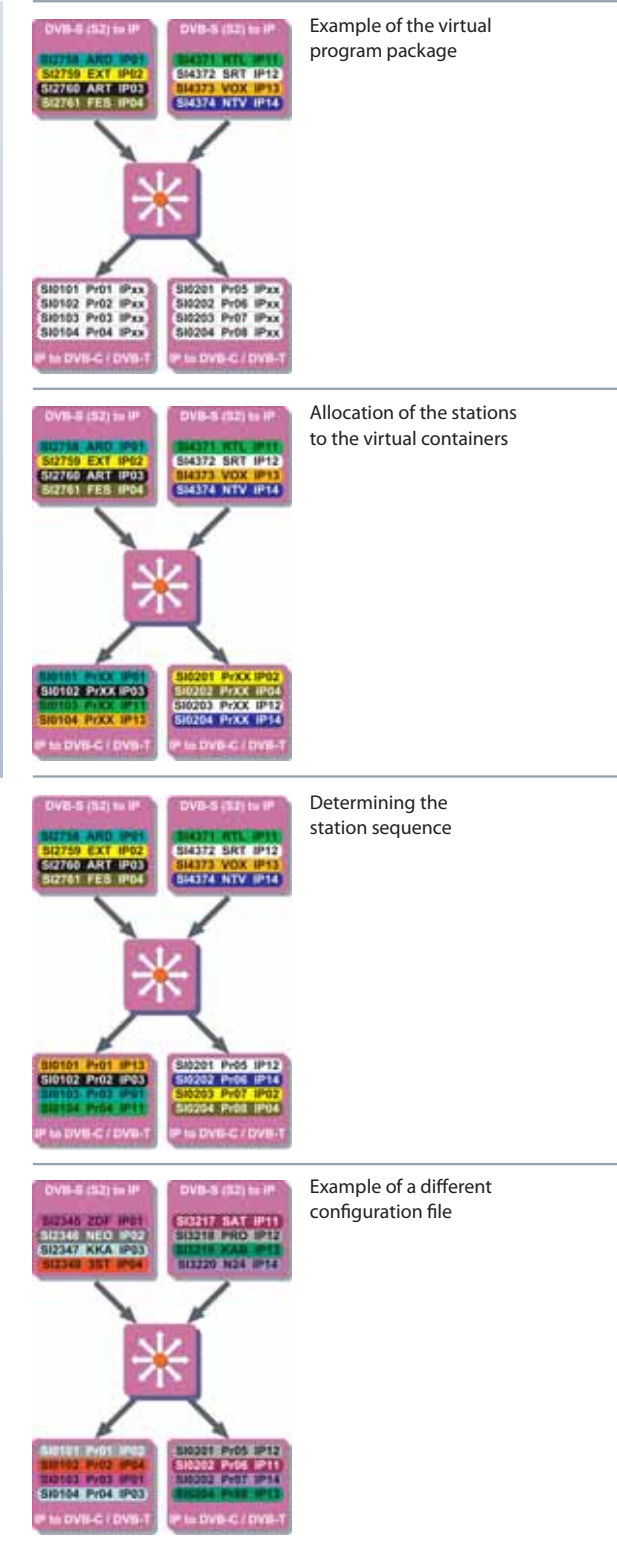 DVB-S (S2) to IP
SI2758 ARD IP01
SI2759 EXT IP02
SI2760 ART IP03
SI2761 FES IP04
DVB-S (S2) to IP
SI4371 RTL IP11
SI4372 SRT IP12
SI4373 VOX IP13
SI4374 NTV IP14
Example of the virtual
program package
SI0101 Pr01 IPxx
SI0102 Pr02 IPxx
SI0103 Pr03 IPxx
SI0104 Pr04 IPxx
IP to DVB-C / DVB-T
SI0201 Pr05 IPxx
SI0202 Pr06 IPxx
SI0203 Pr07 IPxx
SI0204 Pr08 IPxx
IP to DVB-C / DVB-T
DVB-S (S2) to IP
SI2758 ARD IP01
SI2759 EXT IP02
SI2760 ART IP03
SI2761 FES IP04
DVB-S (S2) to IP
SI4371 RTL IP11
SI4372 SRT IP12
SI4373 VOX IP13
SI4374 NTV IP14
Allocation of the stations
to the virtual containers
SI0101 PrXX IP01
SI0102 PrXX IP03
SI0103 PrXX IP11
SI0104 PrXX IP13
IP to DVB-C / DVB-T
SI0201 PrXX IP02
SI0202 PrXX IP04
SI0203 PrXX IP12
SI0204 PrXX IP14
IP to DVB-C / DVB-T
DVB-S (S2) to IP
SI2758 ARD IP01
SI2759 EXT IP02
SI2760 ART IP03
SI2761 FES IP04
DVB-S (S2) to IP
SI4371 RTL IP11
SI4372 SRT IP12
SI4373 VOX IP13
SI4374 NTV IP14
Determining the
station sequence
SI0101 Pr01 IP13
SI0102 Pr02 IP03
SI0103 Pr03 IP01
SI0104 Pr04 IP11
IP to DVB-C / DVB-T
SI0201 Pr05 IP12
SI0202 Pr06 IP14
SI0203 Pr07 IP02
SI0204 Pr08 IP04
IP to DVB-C / DVB-T
DVB-S (S2) to IP
SI2345 ZDF IP01
SI2346 NEO IP02
SI2347 KKA IP03
SI2348 3ST IP04
DVB-S (S2) to IP
SI3217 SAT IP11
SI3218 PRO IP12
SI3219 KAB IP13
SI3220 N24 IP14
Example of a different
configuration file
SI0101 Pr01 IP02
SI0102 Pr02 IP04
SI0103 Pr03 IP01
SI0104 Pr04 IP03
IP to DVB-C / DVB-T
SI0201 Pr05 IP12
SI0202 Pr06 IP11
SI0202 Pr07 IP14
SI0204 Pr08 IP13
IP to DVB-C / DVB-T